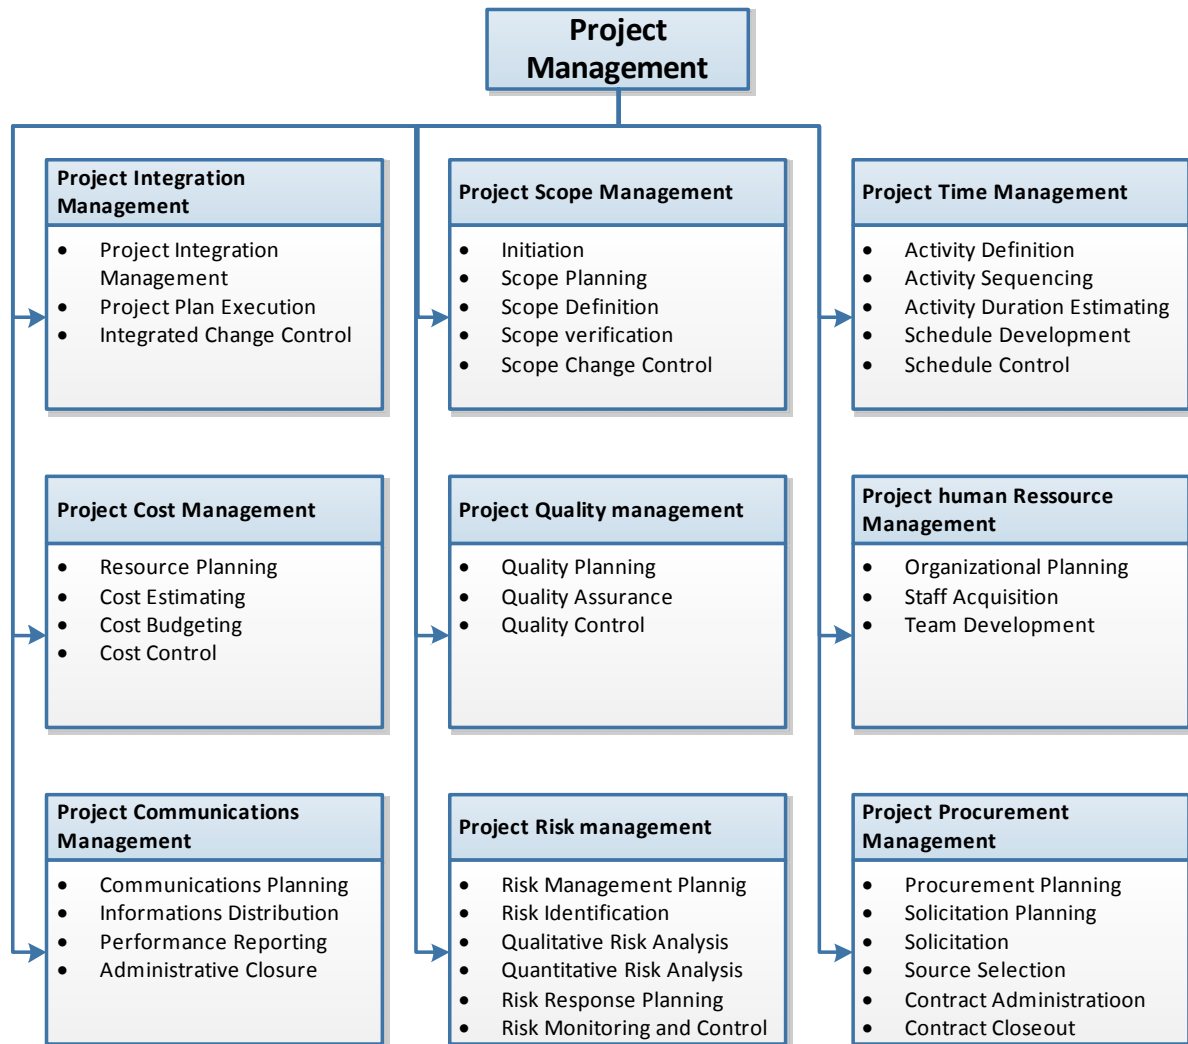 Project
Management
Project Integration
Management
• Project Integration
Management
• Project Plan Execution
• Integrated Change Control
Project Scope Management
• Initiation
• Scope Planning
• Scope Definition
• Scope verification
• Scope Change Control
Project Time Management
• Activity Definition
• Activity Sequencing
• Activity Duration Estimating
• Schedule Development
• Schedule Control
Project Cost Management
• Resource Planning
• Cost Estimating
• Cost Budgeting
• Cost Control
Project Quality management
• Quality Planning
• Quality Assurance
• Quality Control
Project human Ressource
Management
• Organizational Planning
• Staff Acquisition
• Team Development
Project Communications
Management
• Communications Planning
• Informations Distribution
• Performance Reporting
• Administrative Closure
Project Risk management
• Risk Management Plannig
• Risk Identification
• Qualitative Risk Analysis
• Quantitative Risk Analysis
• Risk Response Planning
• Risk Monitoring and Control
Project Procurement
Management
• Procurement Planning
• Solicitation Planning
• Solicitation
• Source Selection
• Contract Administratioon
• Contract Closeout